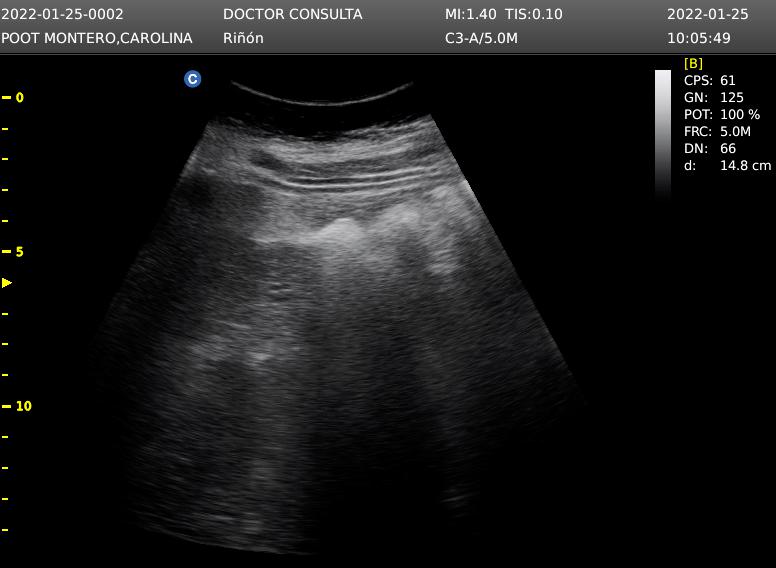 2022-01-25-0002 DOCTOR CONSULTA MI:1.40 TIS:0.10 2022-01-25
POOT MONTERO,CAROLINA Riñón C3-A/5.0M 10:05:49
C
[B]
CPS: 61
GN: 125
POT: 100 %
FRC: 5.0M
DN: 66
d: 14.8 cm
0
5
10